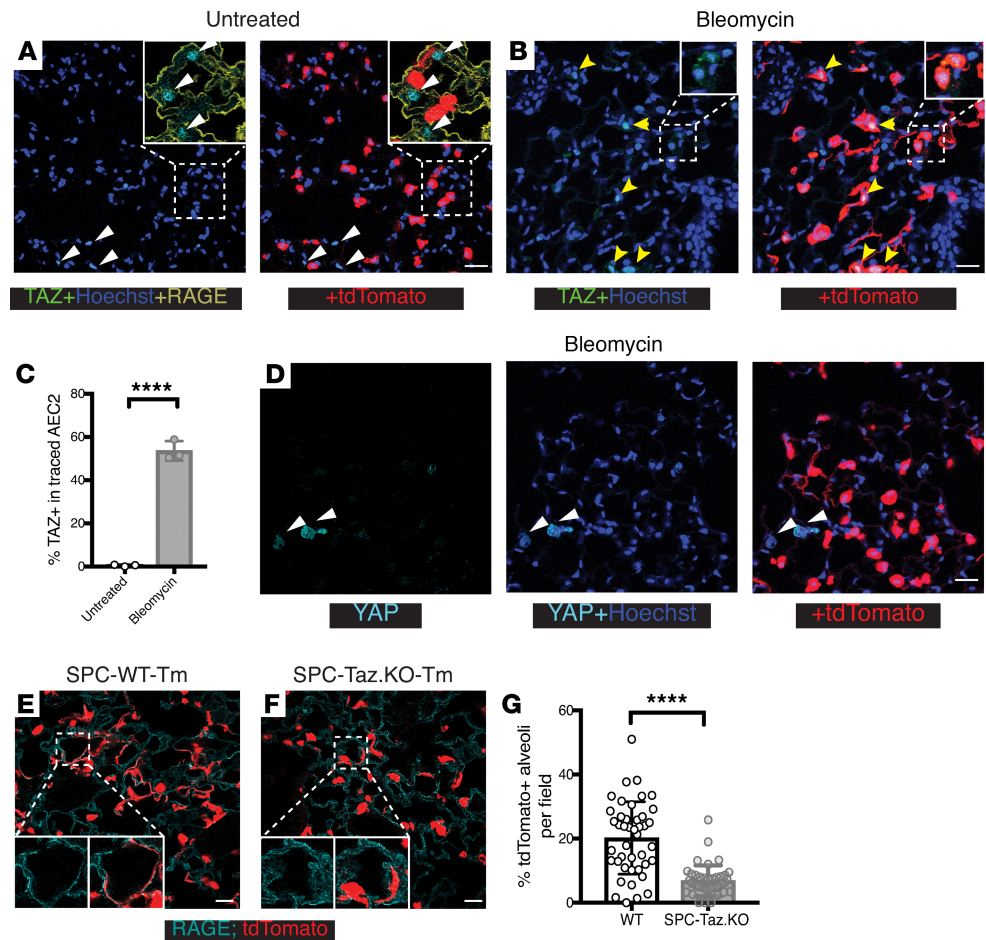 Untreated
Bleomycin
A
B
TAZ+Hoechst+RAGE
+tdTomato
TAZ+Hoechst
+tdTomato
C
% TAZ+ in traced AEC2
80
60
40
20
0
****
Untreated
Bleomycin
Bleomycin
D
YAP
YAP+Hoechst
+tdTomato
SPC-WT-Tm
SPC-Taz.KO-Tm
E
F
RAGE; tdTomato
G
% tdTomato+ alveoli
per field
60
40
20
0
****
WT
SPC-Taz.KO